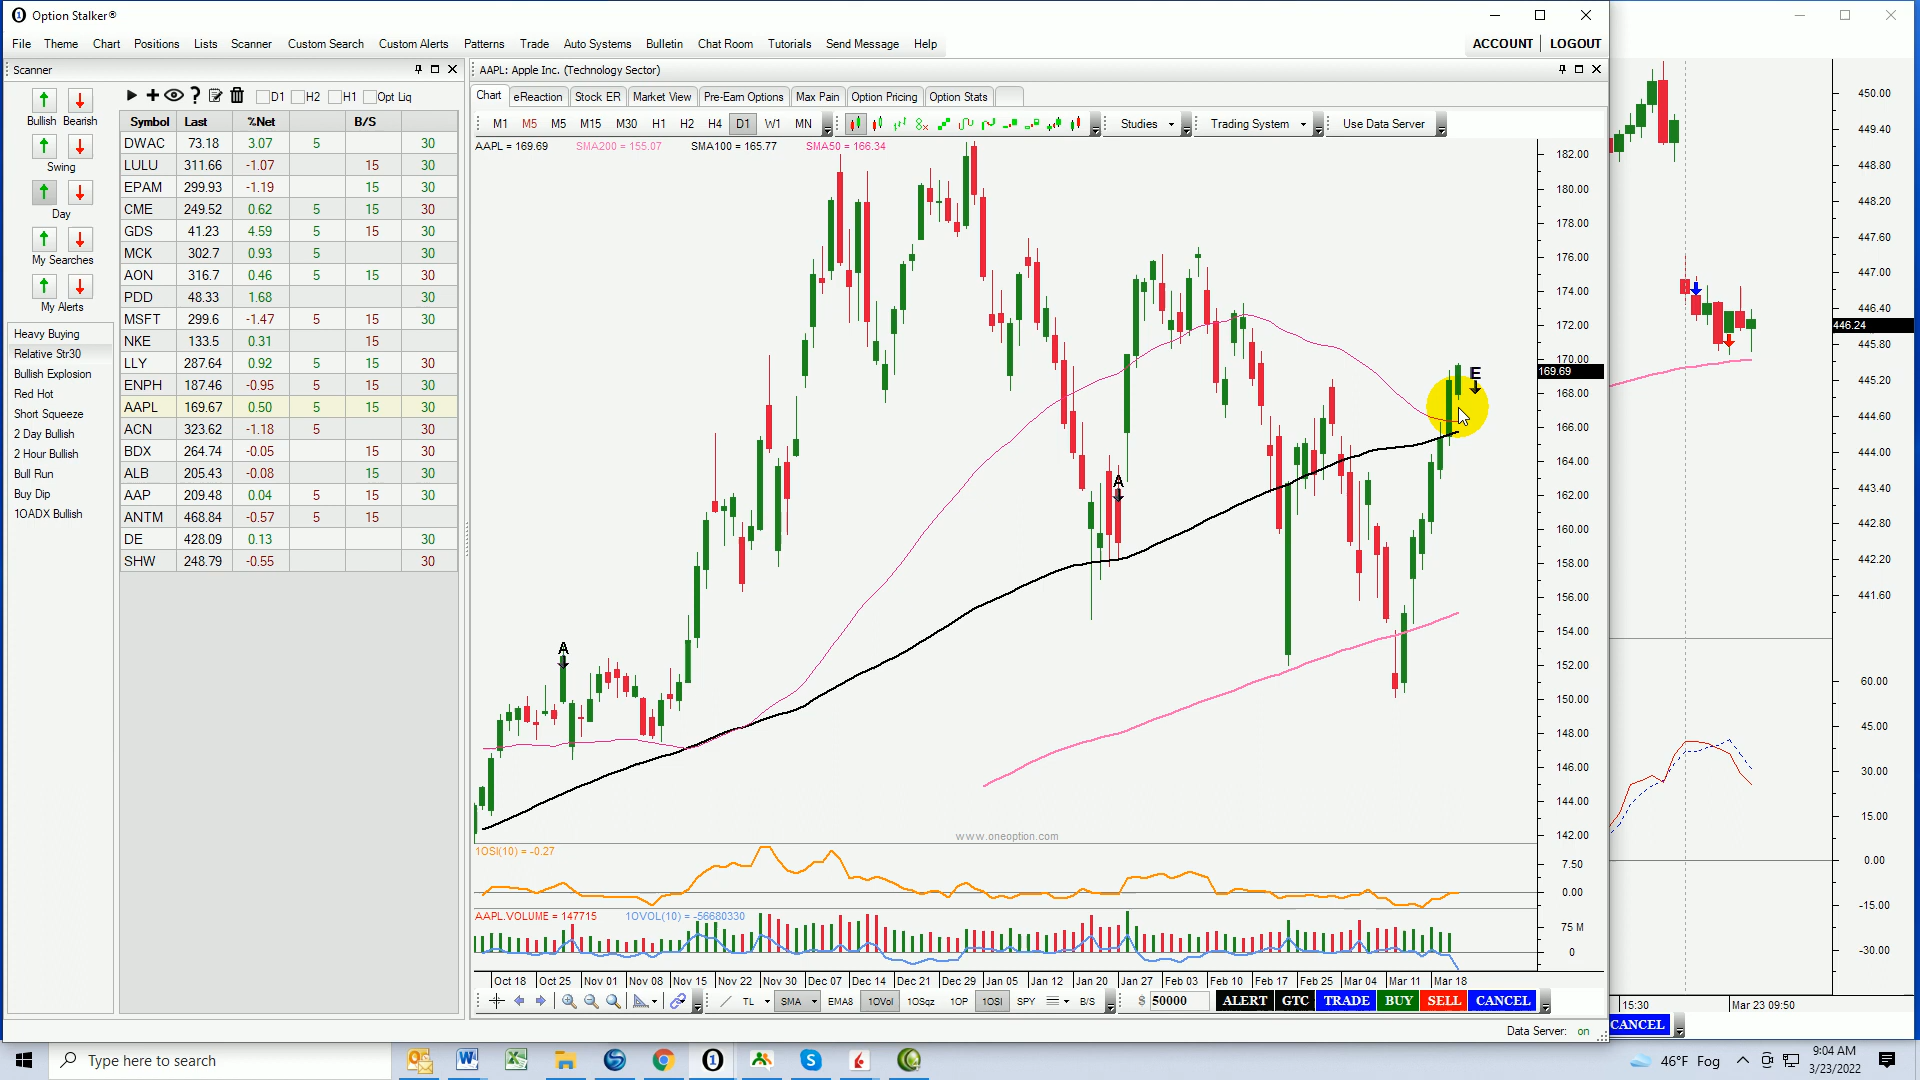 Option Stalker®
File Theme Chart Positions Lists Scanner Custom Search Custom Alerts Patterns Trade Auto Systems Bulletin Chat Room Tutorials Send Message Help ACCOUNT LOGOUT
Scanner
Bullish Bearish
Swing
Day
My Searches
My Alerts
Heavy Buying
Relative Str30
Bullish Explosion
Red Hot
Short Squeeze
2 Day Bullish
2 Hour Bullish
Bull Run
Buy Dip
1OADX Bullish
D1 H2 H1 Opt Liq
Symbol Last %Net B/S
DWAC 73.18 3.07 5 30
LULU 311.66 -1.07 15 30
EPAM 299.93 -1.19 15 30
CME 249.52 0.62 5 15 30
GDS 41.23 4.59 5 15 30
MCK 302.7 0.93 5 30
AON 316.7 0.46 5 15 30
PDD 48.33 1.68 30
MSFT 299.6 -1.47 5 15 30
NKE 133.5 0.31 15
LLY 287.64 0.92 5 15 30
ENPH 187.46 -0.95 5 15 30
AAPL 169.67 0.50 5 15 30
ACN 323.62 -1.18 5 30
BDX 264.74 -0.05 15 30
ALB 205.43 -0.08 15 30
AAP 209.48 0.04 5 15 30
ANTM 468.84 -0.57 5 15
DE 428.09 0.13 30
SHW 248.79 -0.55 30
AAPL: Apple Inc. (Technology Sector)
Chart eReaction Stock ER Market View Pre-Earn Options Max Pain Option Pricing Option Stats
M1 M5 M5 M15 M30 H1 H2 H4 D1 W1 MN Studies Trading System Use Data Server
AAPL = 169.69 SMA200 = 155.07 SMA100 = 165.77 SMA50 = 166.34
182.00
180.00
178.00
176.00
174.00
172.00
170.00
169.69
168.00
166.00
164.00
162.00
160.00
158.00
156.00
154.00
152.00
150.00
148.00
146.00
144.00
142.00
A
A
E
www.oneoption.com
1OSI(10) = -0.27
7.50
0.00
AAPL.VOLUME = 147715 1OVOL(10) = -56680330
75 M
0
Oct 18 Oct 25 Nov 01 Nov 08 Nov 15 Nov 22 Nov 30 Dec 07 Dec 14 Dec 21 Dec 29 Jan 05 Jan 12 Jan 20 Jan 27 Feb 03 Feb 10 Feb 17 Feb 25 Mar 04 Mar 11 Mar 18
TL SMA EMA8 1OVol 1OSqz 1OP 1OSI SPY B/S $ 50000 ALERT GTC TRADE BUY SELL CANCEL
Data Server: on
450.00
449.40
448.80
448.20
447.60
447.00
446.40
446.24
445.80
445.20
444.60
444.00
443.40
442.80
442.20
441.60
60.00
45.00
30.00
15.00
0.00
-15.00
-30.00
15:30 Mar 23 09:50
CANCEL
Type here to search
46°F Fog
9:04 AM
3/23/2022